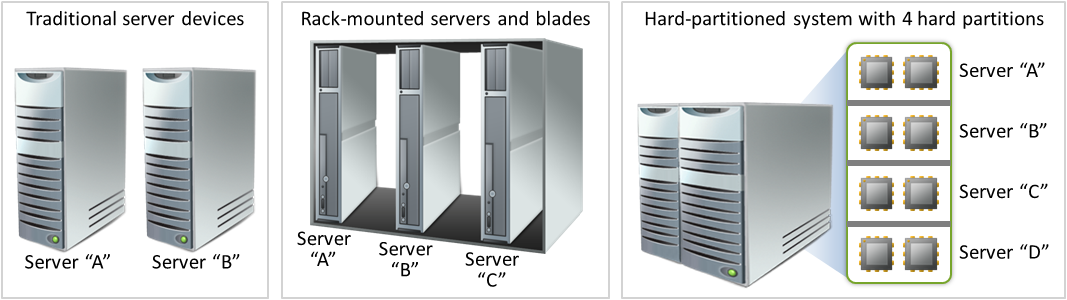 Traditional server devices
Server “A”
Server “B”
Rack-mounted servers and blades
Server
“A”
Server
“B”
Server
“C”
Hard-partitioned system with 4 hard partitions
Server “A”
Server “B”
Server “C”
Server “D”